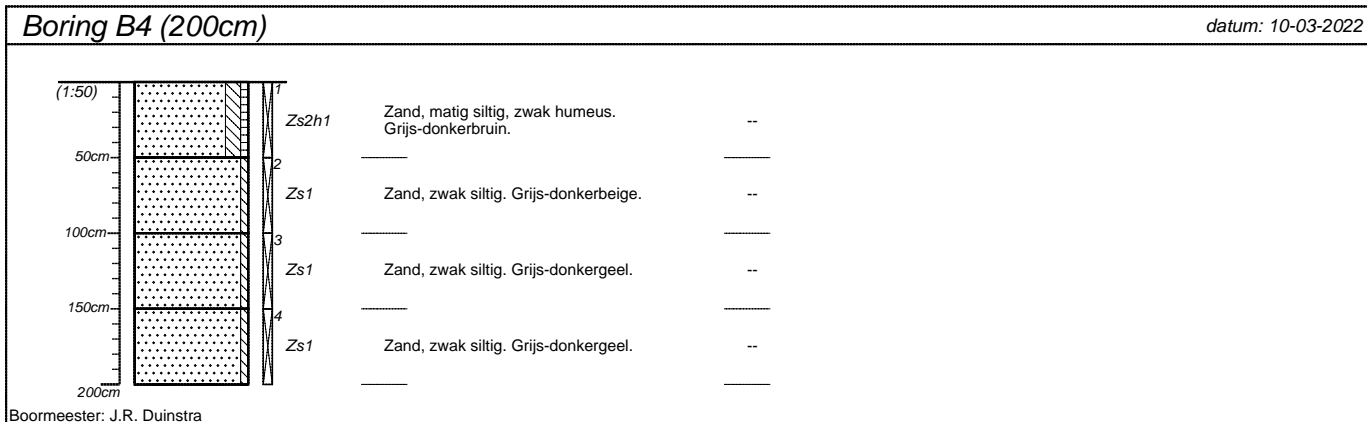 Boring B4 (200cm)
datum: 10-03-2022
(1:50)
1
Zs2h1
Zand, matig siltig, zwak humeus.
Grijs-donkerbruin.
--
50cm
2
Zs1
Zand, zwak siltig. Grijs-donkerbeige.
--
100cm
3
Zs1
Zand, zwak siltig. Grijs-donkergeel.
--
150cm
4
Zs1
Zand, zwak siltig. Grijs-donkergeel.
--
200cm
Boormeester: J.R. Duinstra